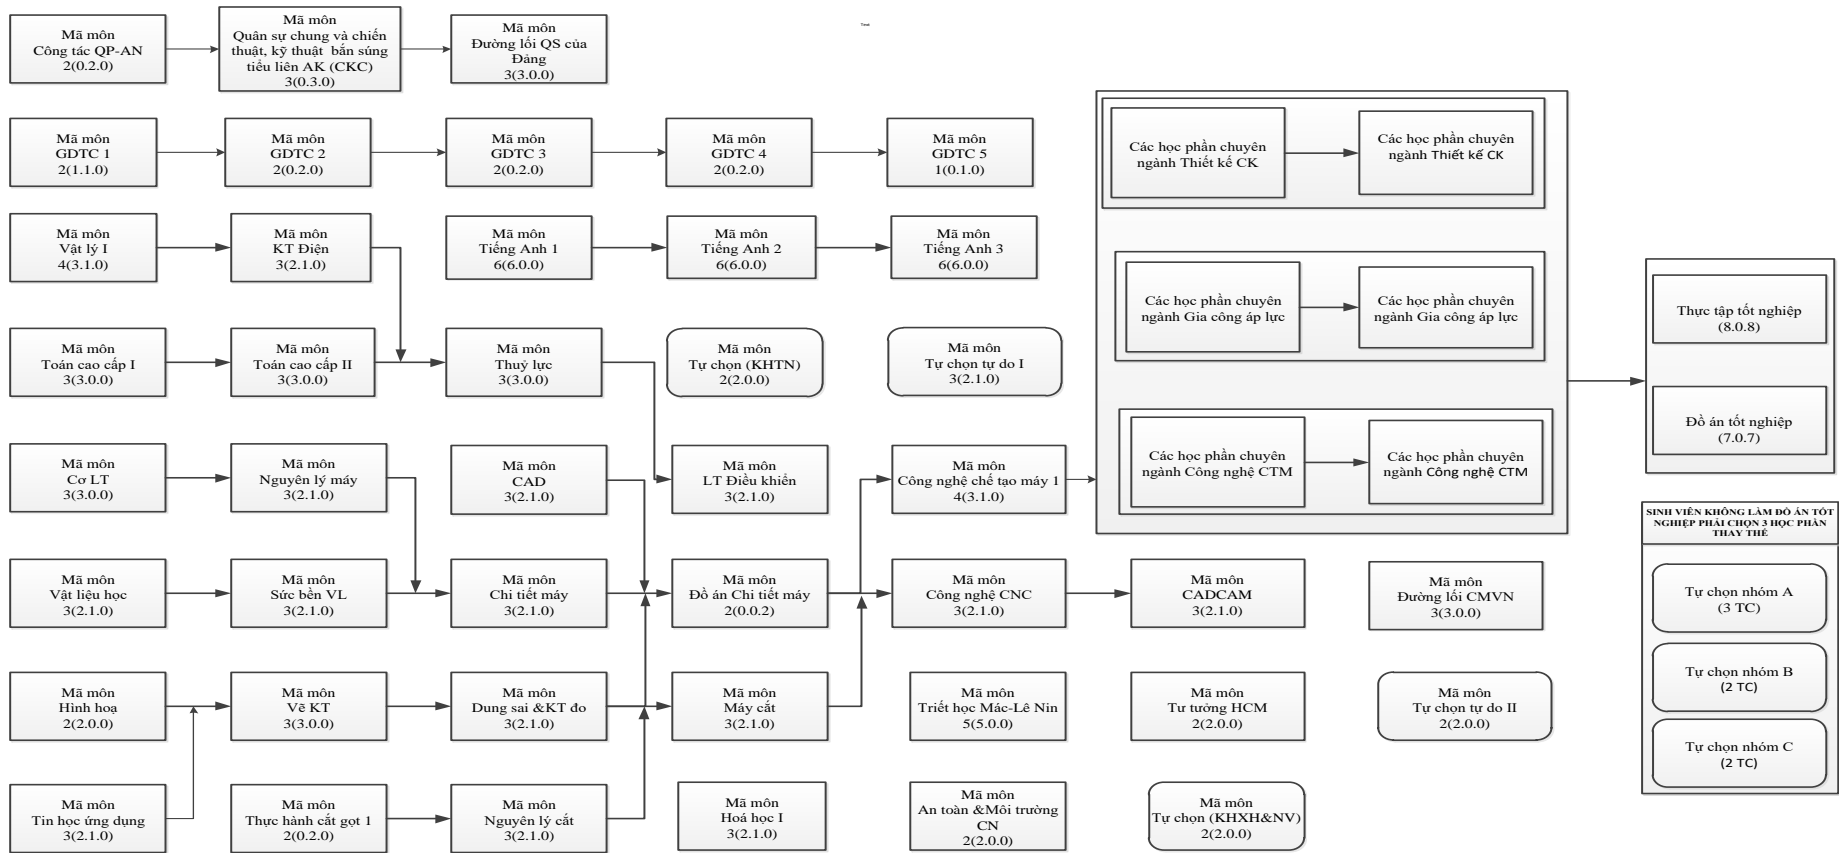 Mã môn
Công tác QP-AN
2(0.2.0)
Mã môn
Quân sự chung và chiến
thuật, kỹ thuật bắn súng
tiểu liên AK (CKC)
3(0.3.0)
Mã môn
Đường lối QS của
Đảng
3(3.0.0)
Mã môn
GDTC 1
2(1.1.0)
Mã môn
GDTC 2
2(0.2.0)
Mã môn
GDTC 3
2(0.2.0)
Mã môn
GDTC 4
2(0.2.0)
Mã môn
GDTC 5
1(0.1.0)
Các học phần chuyên
ngành Thiết kế CK
Các học phần chuyên
ngành Thiết kế CK
Mã môn
Vật lý I
4(3.1.0)
Mã môn
KT Điện
3(2.1.0)
Mã môn
Tiếng Anh 1
6(6.0.0)
Mã môn
Tiếng Anh 2
6(6.0.0)
Mã môn
Tiếng Anh 3
6(6.0.0)
Các học phần chuyên
ngành Gia công áp lực
Các học phần chuyên
ngành Gia công áp lực
Thực tập tốt nghiệp
(8.0.8)
Mã môn
Toán cao cấp I
3(3.0.0)
Mã môn
Toán cao cấp II
3(3.0.0)
Mã môn
Thuỷ lực
3(3.0.0)
Mã môn
Tự chọn (KHTN)
2(2.0.0)
Mã môn
Tự chọn tự do I
3(2.1.0)
Đồ án tốt nghiệp
(7.0.7)
Mã môn
Cơ LT
3(3.0.0)
Mã môn
Nguyên lý máy
3(2.1.0)
Mã môn
CAD
3(2.1.0)
Mã môn
LT Điều khiển
3(2.1.0)
Mã môn
Công nghệ chế tạo máy 1
4(3.1.0)
Các học phần chuyên
ngành Công nghệ CTM
Các học phần chuyên
ngành Công nghệ CTM
SINH VIÊN KHÔNG LÀM ĐỒ ÁN TỐT
NGHIỆP PHẢI CHỌN 3 HỌC PHẦN
THAY THẾ
Mã môn
Vật liệu học
3(2.1.0)
Mã môn
Sức bền VL
3(2.1.0)
Mã môn
Chi tiết máy
3(2.1.0)
Mã môn
Đồ án Chi tiết máy
2(0.0.2)
Mã môn
Công nghệ CNC
3(2.1.0)
Mã môn
CADCAM
3(2.1.0)
Mã môn
Đường lối CMVN
3(3.0.0)
Tự chọn nhóm A
(3 TC)
Mã môn
Hình hoạ
2(2.0.0)
Mã môn
Vẽ KT
3(3.0.0)
Mã môn
Dung sai &KT đo
3(2.1.0)
Mã môn
Máy cắt
3(2.1.0)
Mã môn
Triết học Mác-Lê Nin
5(5.0.0)
Mã môn
Tư tưởng HCM
2(2.0.0)
Mã môn
Tự chọn tự do II
2(2.0.0)
Tự chọn nhóm B
(2 TC)
Mã môn
Tin học ứng dụng
3(2.1.0)
Mã môn
Thực hành cắt gọt 1
2(0.2.0)
Mã môn
Nguyên lý cắt
3(2.1.0)
Mã môn
Hoá học I
3(2.1.0)
Mã môn
An toàn &Môi trường
CN
2(2.0.0)
Mã môn
Tự chọn (KHXH&NV)
2(2.0.0)
Tự chọn nhóm C
(2 TC)